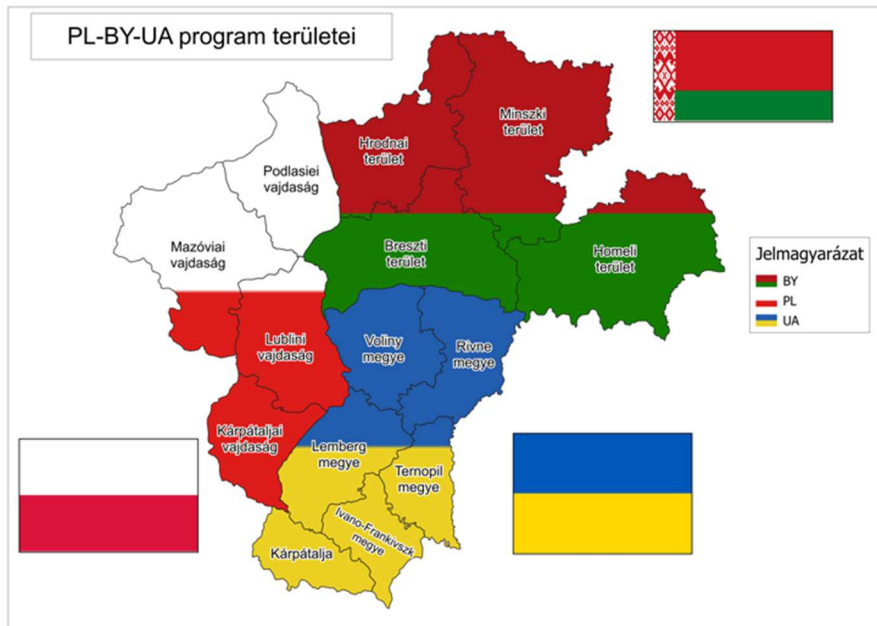 PL-BY-UA program területei
Hrodnai
terület
Minszki
terület
Podlasiei
vajdaság
Mazóviai
vajdaság
Breszti
terület
Homeli
terület
Jelmagyarázat
BY
PL
UA
Lublini
vajdaság
Voliny
megye
Rivne
megye
Kárpátaljai
vajdaság
Lemberg
megye
Ternopil
megye
Ivano-Frankivszk
megye
Kárpátalja